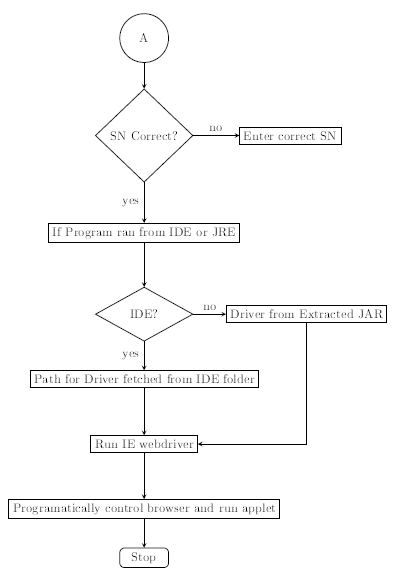 A
SN Correct?
no
Enter correct SN
yes
If Program ran from IDE or JRE
IDE?
no
Driver from Extracted JAR
yes
Path for Driver fetched from IDE folder
Run IE webdriver
Programatically control browser and run applet
Stop